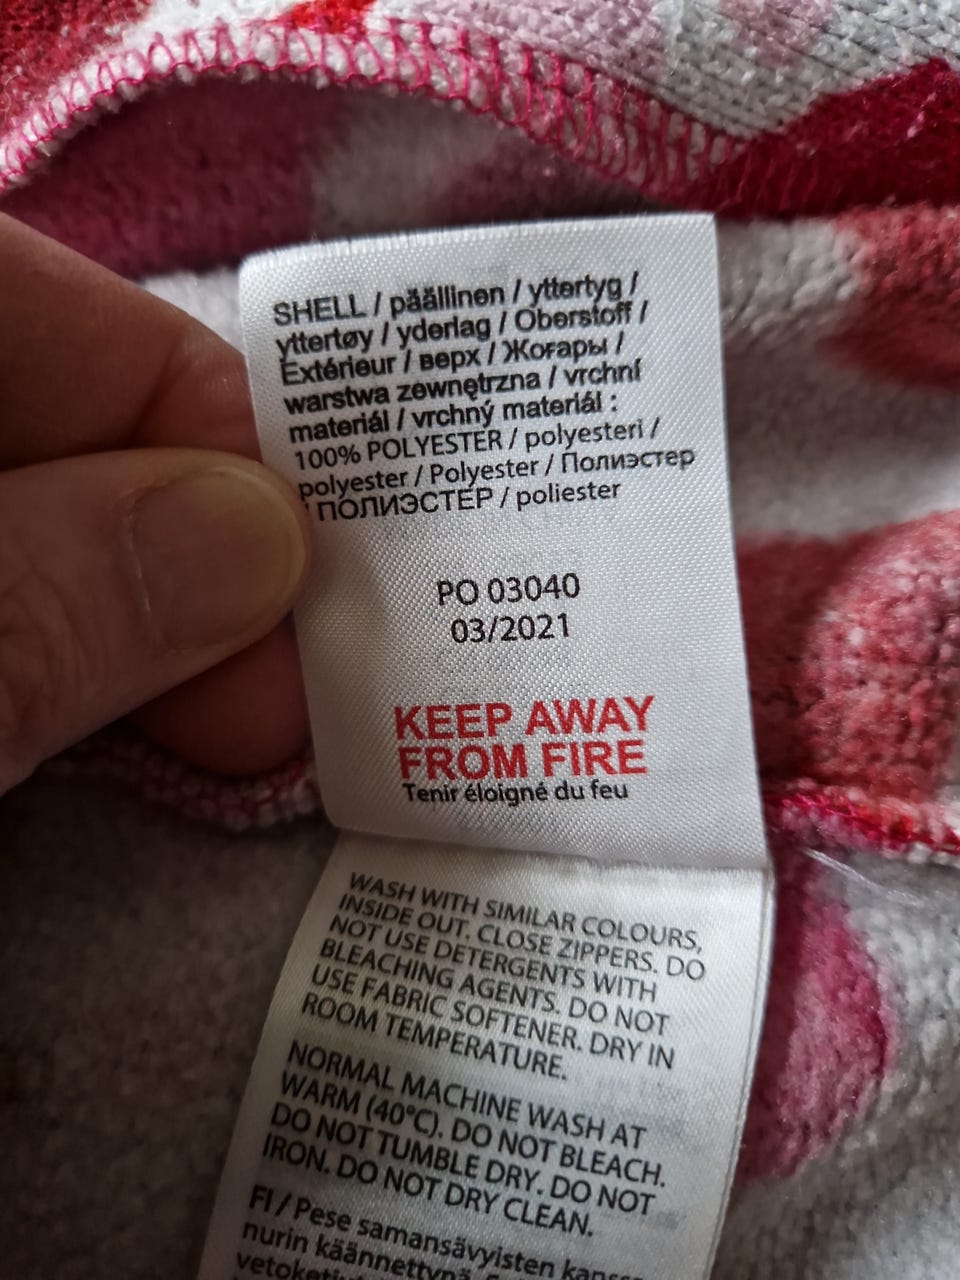 SHELL / päällinen / yttertyg /
yttertøy / yderlag / Oberstoff /
Extérieur / верх / Жоғары /
warstwa zewnętrzna / vrchní
materiál / vrchný materiál :
100% POLYESTER / polyesteri /
polyester / Polyester / Полиэстер
/ ПОЛИЭСТЕР / poliester
PO 03040
03/2021
KEEP AWAY
FROM FIRE
Tenir éloigné du feu
WASH WITH SIMILAR COLOURS,
INSIDE OUT. CLOSE ZIPPERS. DO
NOT USE DETERGENTS WITH
BLEACHING AGENTS. DO NOT
USE FABRIC SOFTENER. DRY IN
ROOM TEMPERATURE.
NORMAL MACHINE WASH AT
WARM (40°C). DO NOT BLEACH.
DO NOT TUMBLE DRY. DO NOT
IRON. DO NOT DRY CLEAN.
FI / Pese samansävyisten
nurin käännettynä.